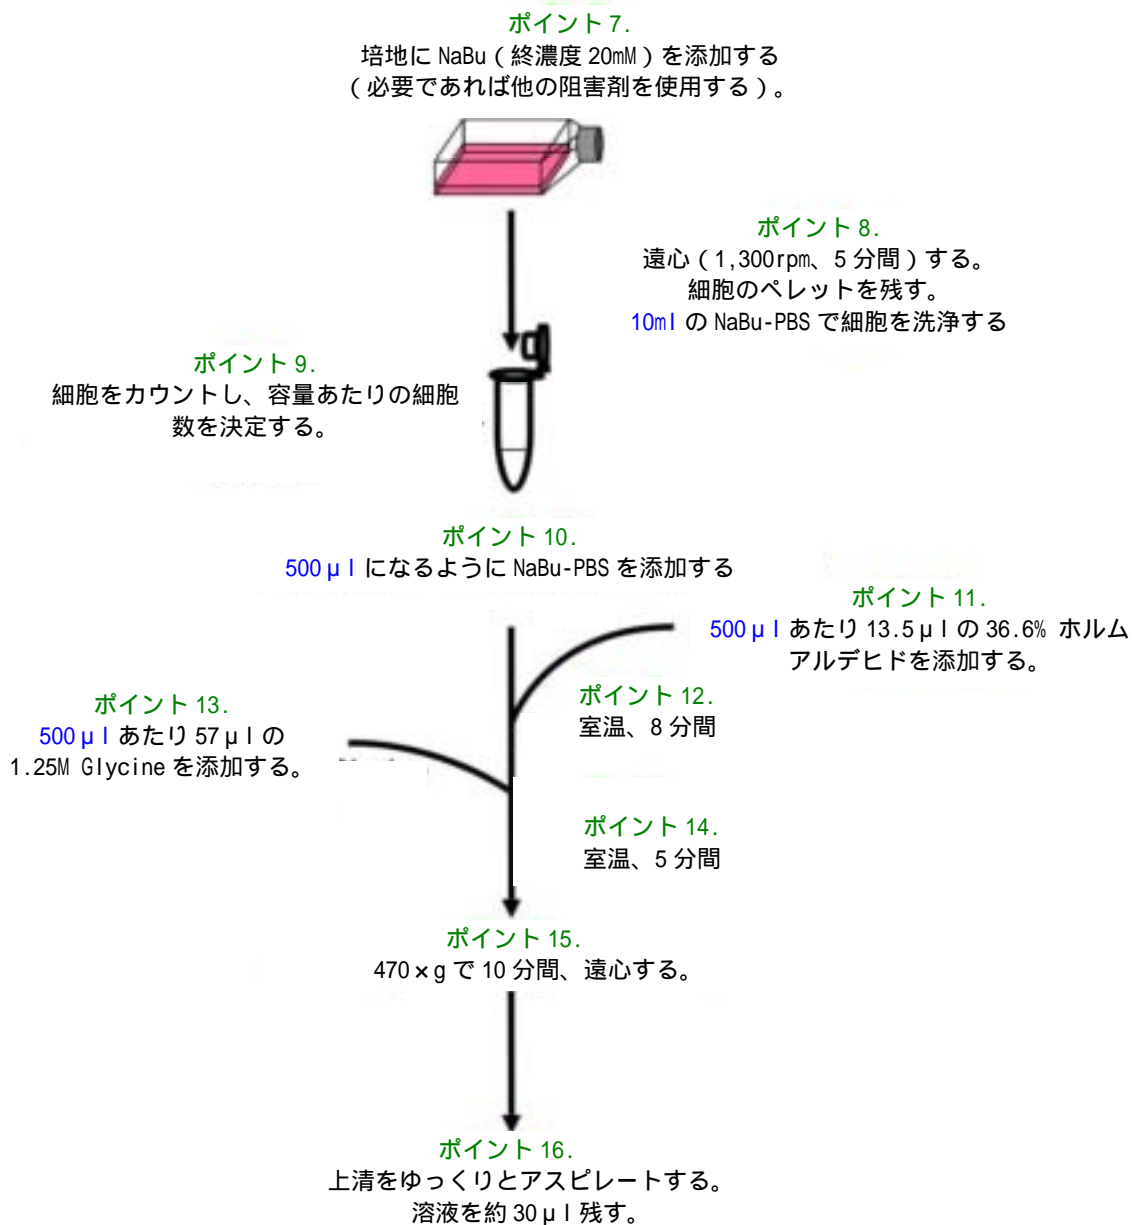 ポイント 7.
培地に NaBu（終濃度 20mM）を添加する
（必要であれば他の阻害剤を使用する）。
ポイント 8.
遠心（1,300rpm、5 分間）する。
細胞のペレットを残す。
10ml の NaBu-PBS で細胞を洗浄する
ポイント 9.
細胞をカウントし、容量あたりの細胞
数を決定する。
ポイント 10.
500μl になるように NaBu-PBS を添加する
ポイント 11.
500μl あたり 13.5μl の 36.6% ホルム
アルデヒドを添加する。
ポイント 12.
室温、8 分間
ポイント 13.
500μl あたり 57μl の
1.25M Glycine を添加する。
ポイント 14.
室温、5 分間
ポイント 15.
470×g で 10 分間、遠心する。
ポイント 16.
上清をゆっくりとアスピレートする。
溶液を約 30μl 残す。